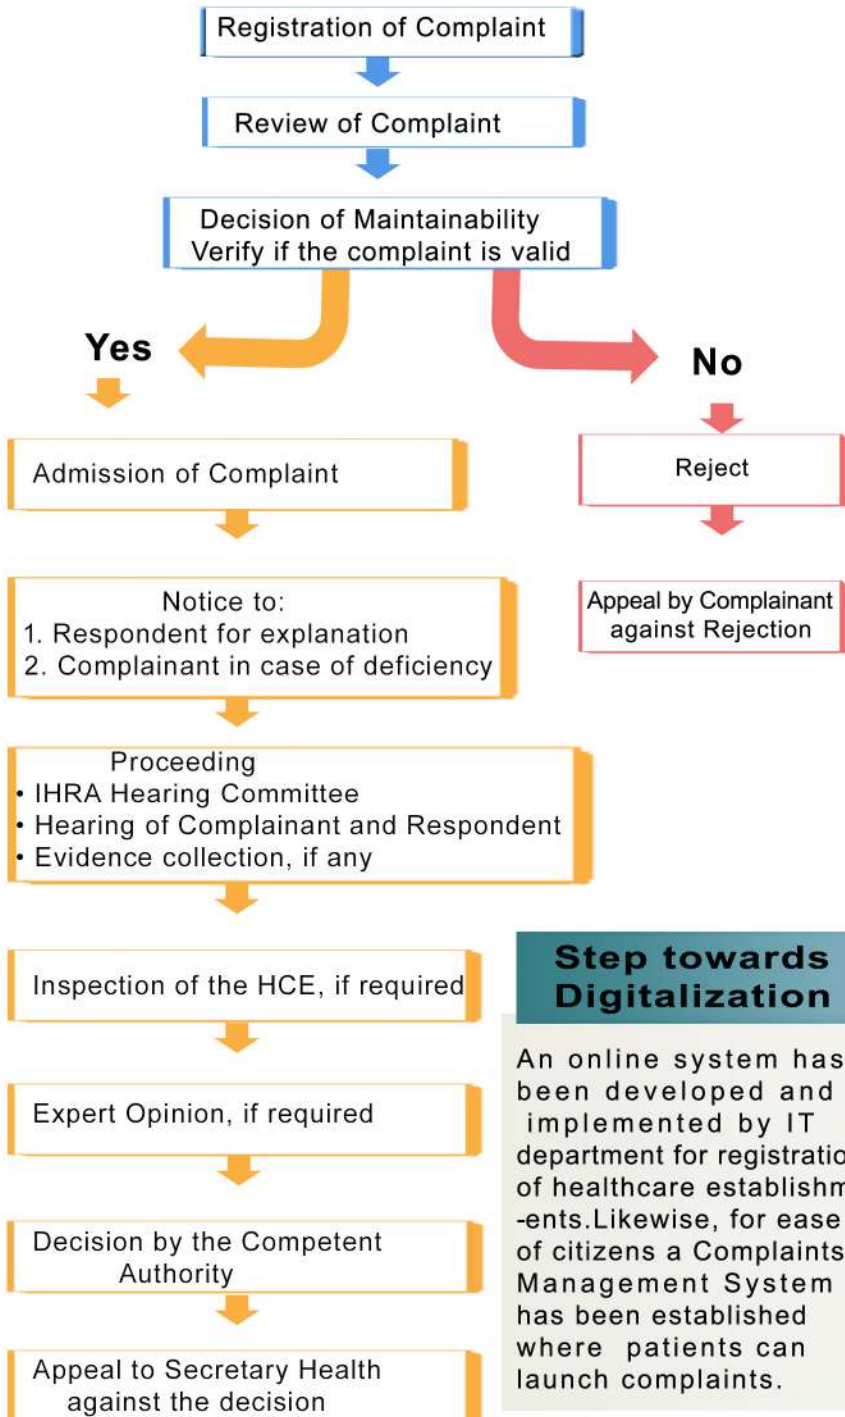 Registration of Complaint
Review of Complaint
Decision of Maintainability
Verify if the complaint is valid
Yes
No
Admission of Complaint
Reject
Notice to:
1. Respondent for explanation
2. Complainant in case of deficiency
Appeal by Complainant
against Rejection
Proceeding
• IHRA Hearing Committee
• Hearing of Complainant and Respondent
• Evidence collection, if any
Inspection of the HCE, if required
Expert Opinion, if required
Decision by the Competent
Authority
Appeal to Secretary Health
against the decision
Step towards
Digitalization
An online system has
been developed and
implemented by IT
department for registratio
of healthcare establishm
-ents.Likewise, for ease
of citizens a Complaints
Management System
has been established
where patients can
launch complaints.